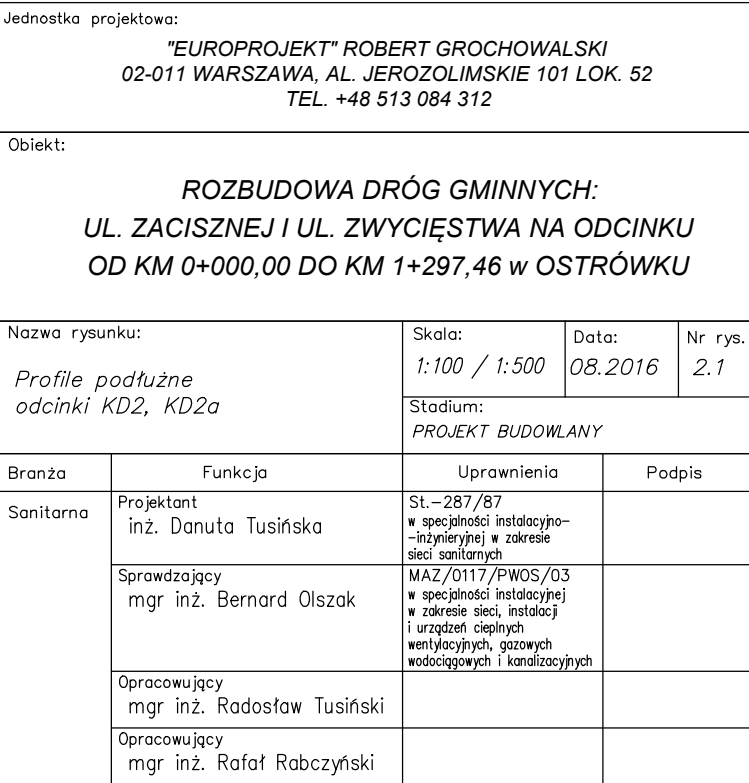 Jednostka projektowa:
"EUROPROJEKT" ROBERT GROCHOWALSKI
02-011 WARSZAWA, AL. JEROZOLIMSKIE 101 LOK. 52
TEL. +48 513 084 312
Obiekt:
ROZBUDOWA DRÓG GMINNYCH:
UL. ZACISZNEJ I UL. ZWYCIĘSTWA NA ODCINKU
OD KM 0+000,00 DO KM 1+297,46 w OSTRÓWKU
Nazwa rysunku:
Profile podłużne
odcinki KD2, KD2a
Skala:
1:100 / 1:500
Data:
08.2016
Nr rys.
2.1
Stadium:
PROJEKT BUDOWLANY
Branża
Funkcja
Uprawnienia
Podpis
Sanitarna
Projektant
inż. Danuta Tusińska
St.-287/87
w specjalności instalacyjno-
-inżynieryjnej w zakresie
sieci sanitarnych
Sprawdzający
mgr inż. Bernard Olszak
MAZ/0117/PWOS/03
w specjalności instalacyjnej
w zakresie sieci, instalacji
i urządzeń cieplnych
wentylacyjnych, gazowych
wodociągowych i kanalizacyjnych
Opracowujący
mgr inż. Radosław Tusiński
Opracowujący
mgr inż. Rafał Rabczyński